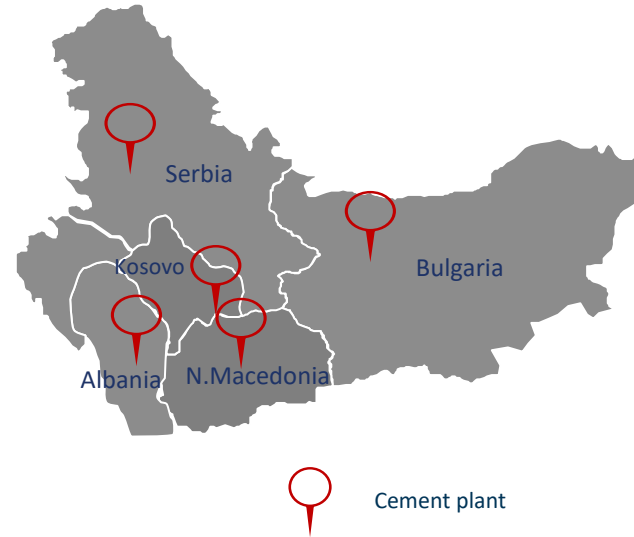 Serbia
Kosovo
Bulgaria
Albania
N.Macedonia
Cement plant